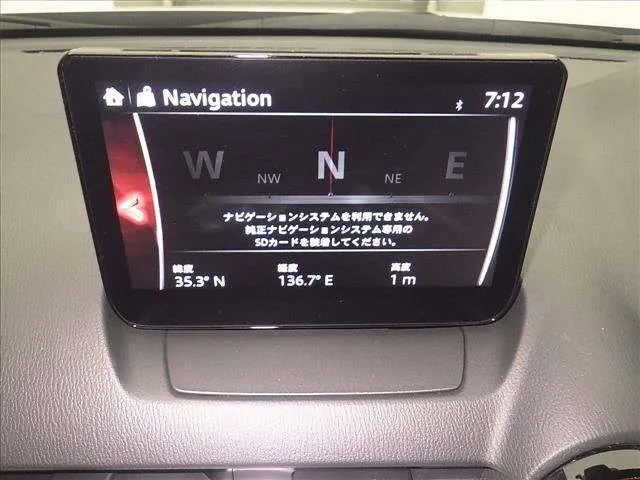 Navigation 7:12
W NW N NE E
ナビゲーションシステムを利用できません。
純正ナビゲーションシステム専用の
SDカードを装着してください。
緯度 経度 高度
35.3° N 136.7° E 1 m